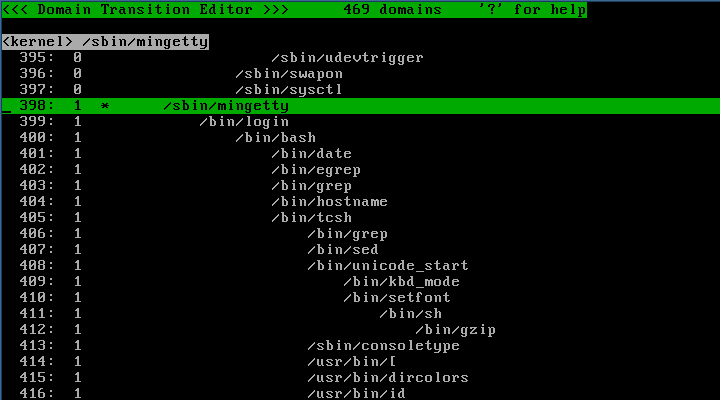 <<< Domain Transition Editor >>>      469 domains    '?' for help
<kernel> /sbin/mingetty
395:  0                     /sbin/udevtrigger
396:  0                 /sbin/swapon
397:  0                 /sbin/sysctl
398:  1  *      /sbin/mingetty
399:  1             /bin/login
400:  1                 /bin/bash
401:  1                     /bin/date
402:  1                     /bin/egrep
403:  1                     /bin/grep
404:  1                     /bin/hostname
405:  1                     /bin/tcsh
406:  1                         /bin/grep
407:  1                         /bin/sed
408:  1                         /bin/unicode_start
409:  1                             /bin/kbd_mode
410:  1                             /bin/setfont
411:  1                                 /bin/sh
412:  1                                     /bin/gzip
413:  1                         /sbin/consoletype
414:  1                         /usr/bin/[
415:  1                         /usr/bin/dircolors
416:  1                         /usr/bin/id